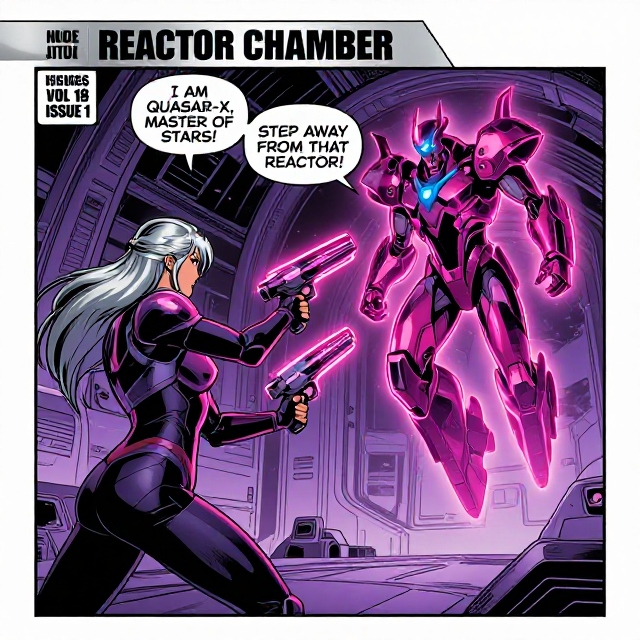 REACTOR CHAMBER
VOL 18
ISSUE 1
I AM
QUASAR-X,
MASTER OF
STARS!
STEP AWAY
FROM THAT
REACTOR!